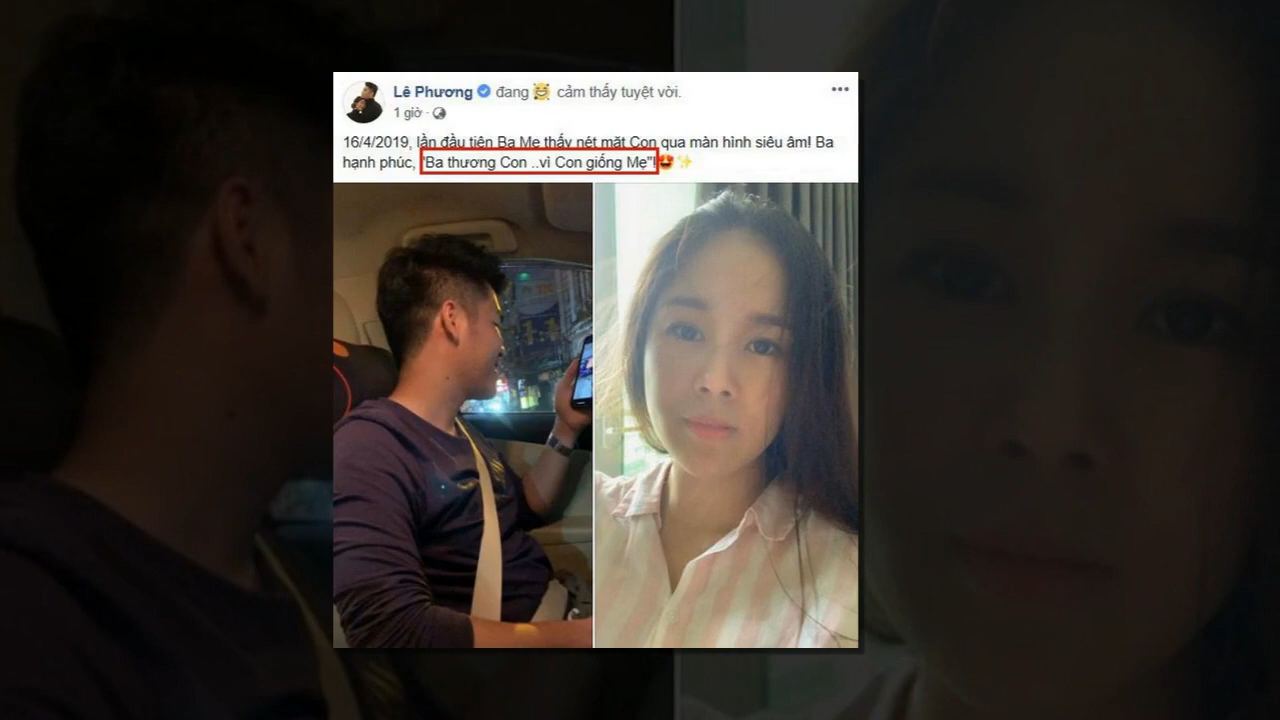 Lê Phương đang cảm thấy tuyệt vời.
1 giờ ·
16/4/2019, lần đầu tiên Ba Mẹ thấy nét mặt Con qua màn hình siêu âm! Ba
hạnh phúc, "Ba thương Con ..vì Con giống Mẹ"!